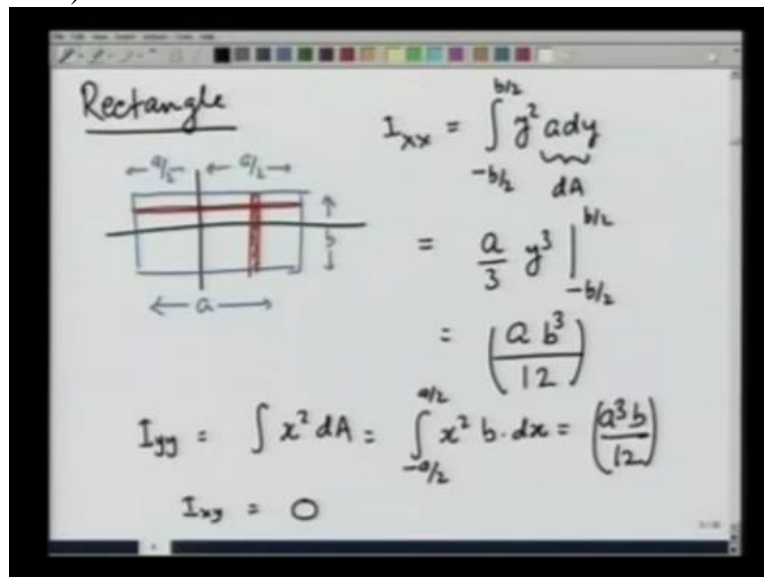 Rectangle
I_xx = ∫_{-b/2}^{b/2} y² a dy
dA
a/2 a/2
b
a
= a/3 y³ |_{-b/2}^{b/2}
= (a b³/12)
I_yy = ∫ x² dA = ∫_{-a/2}^{a/2} x² b · dx = (a³b/12)
I_xy = 0